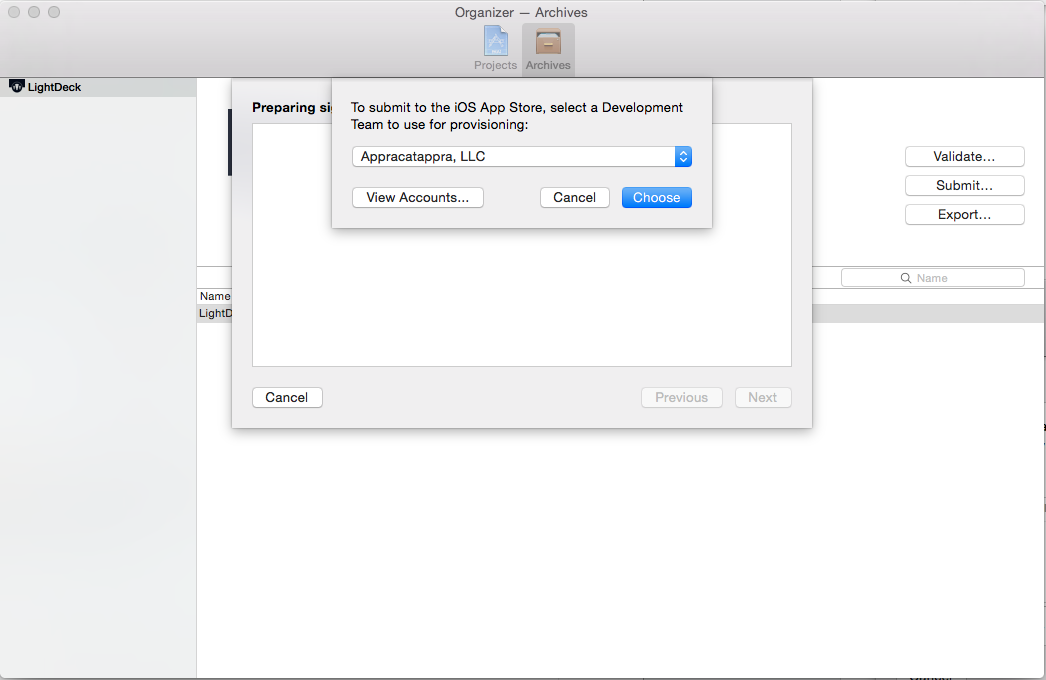 Organizer — Archives
Projects
Archives
LightDeck
Preparing si
To submit to the iOS App Store, select a Development
Team to use for provisioning:
Appracatappra, LLC
View Accounts...
Cancel
Choose
Validate...
Submit...
Export...
Name
Name
LightD
Cancel
Previous
Next